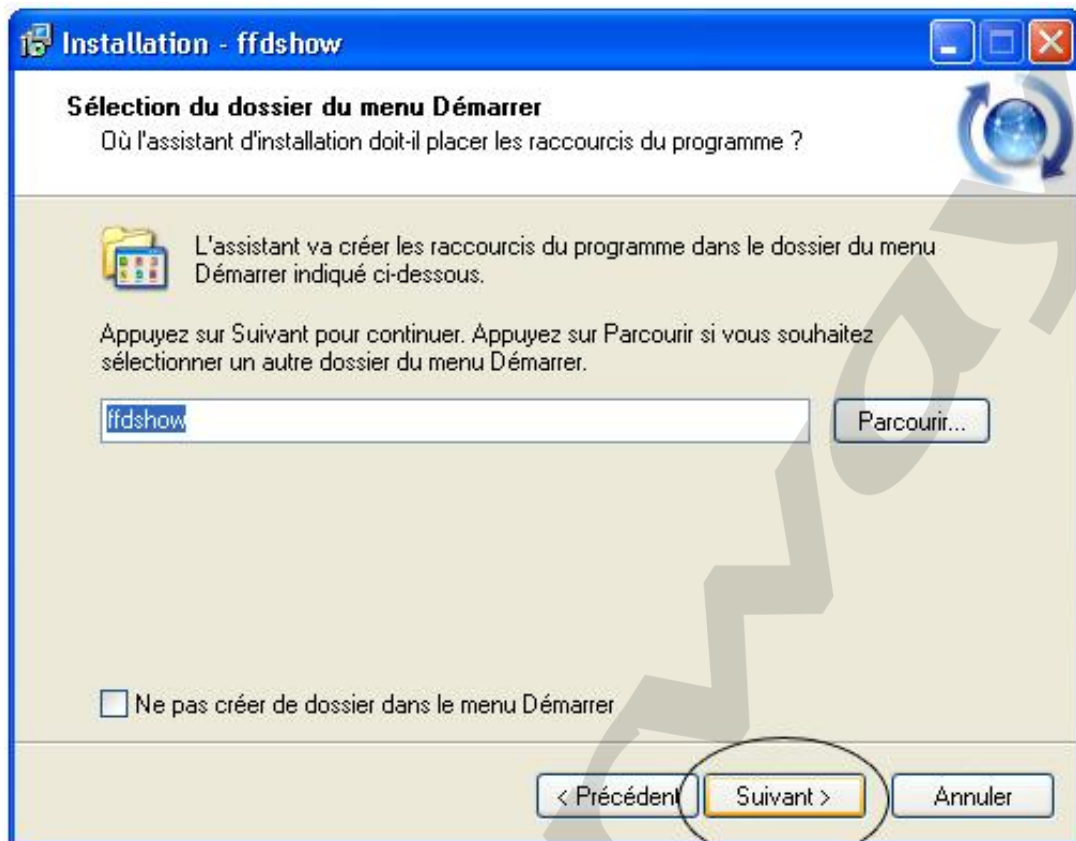 Installation - ffdshow
Sélection du dossier du menu Démarrer
Où l'assistant d'installation doit-il placer les raccourcis du programme ?
L'assistant va créer les raccourcis du programme dans le dossier du menu
Démarrer indiqué ci-dessous.
Appuyez sur Suivant pour continuer. Appuyez sur Parcourir si vous souhaitez
sélectionner un autre dossier du menu Démarrer.
ffdshow
Parcourir...
Ne pas créer de dossier dans le menu Démarrer
< Précédent
Suivant >
Annuler